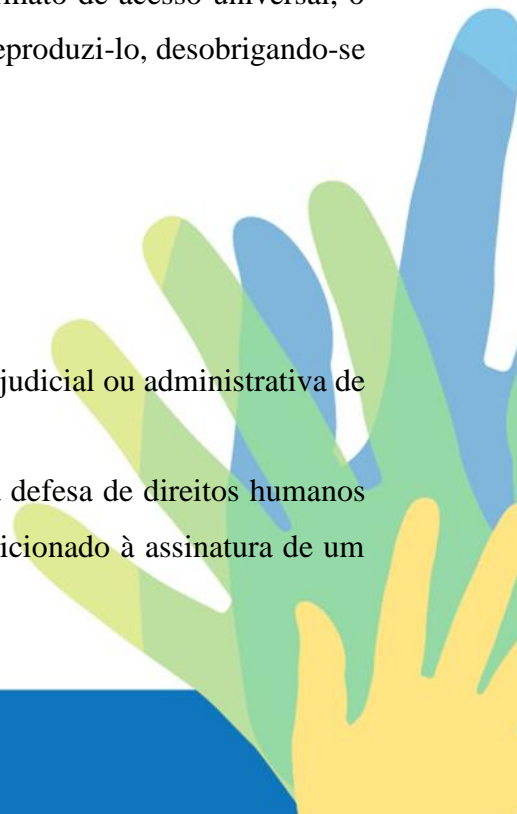 de acesso universal, o
eproduzi-lo, desobrigando-se
judicial ou administrativa de
defesa de direitos humanos
icionado à assinatura de um